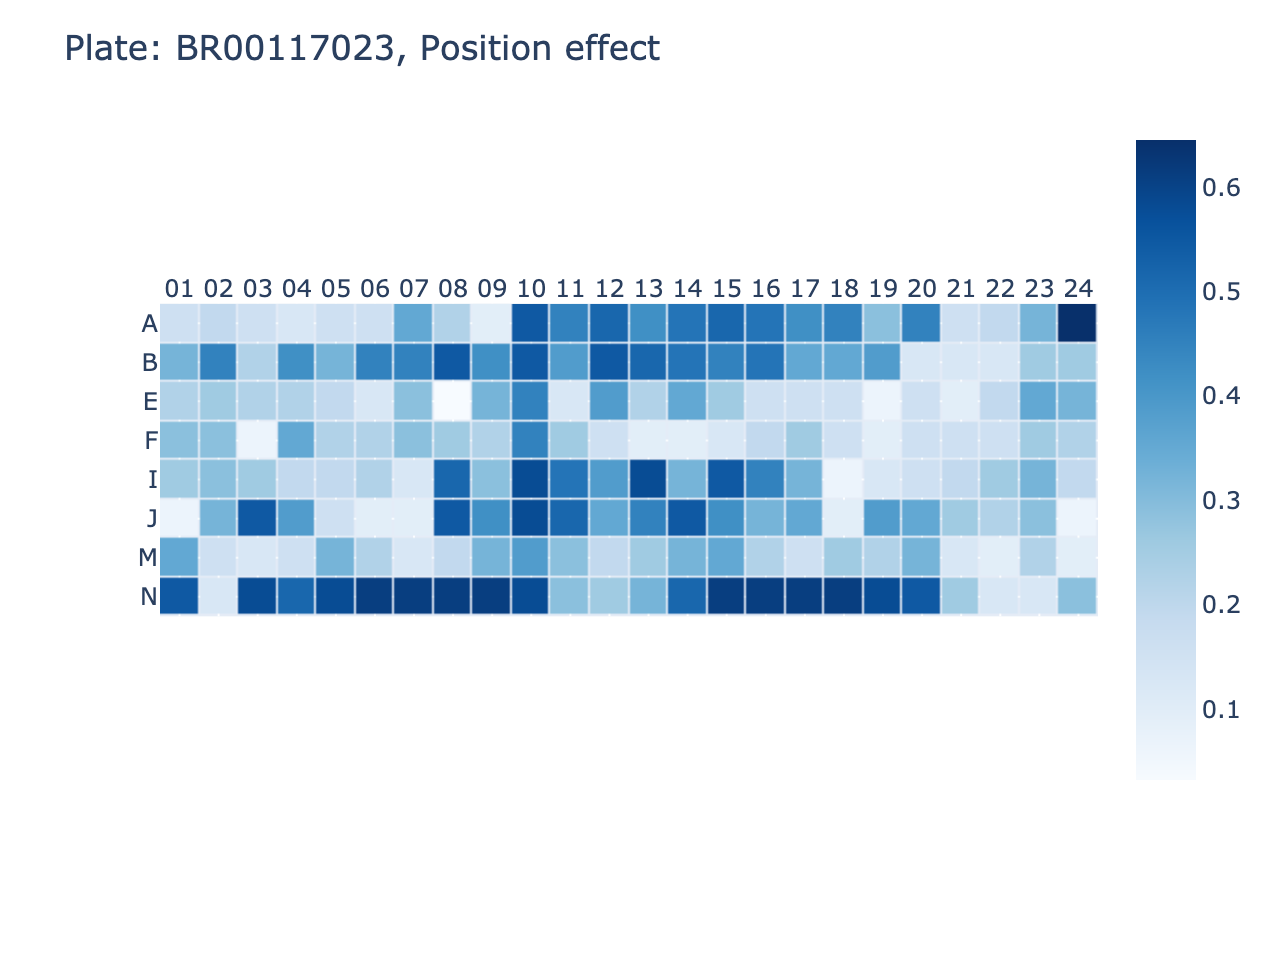 Plate: BR00117023, Position effect
01 02 03 04 05 06 07 08 09 10 11 12 13 14 15 16 17 18 19 20 21 22 23 24
A
B
E
F
I
J
M
N
0.6
0.5
0.4
0.3
0.2
0.1